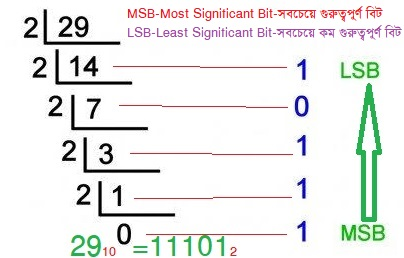 2 29 MSB-Most Significant Bit-সবচেয়ে গুরুত্বপূর্ণ বিট
LSB-Least Significant Bit-সবচেয়ে কম গুরুত্বপূর্ণ বিট
2 14 1 LSB
2 7 0
2 3 1
2 1 1
0 1 MSB
29₁₀ =11101₂